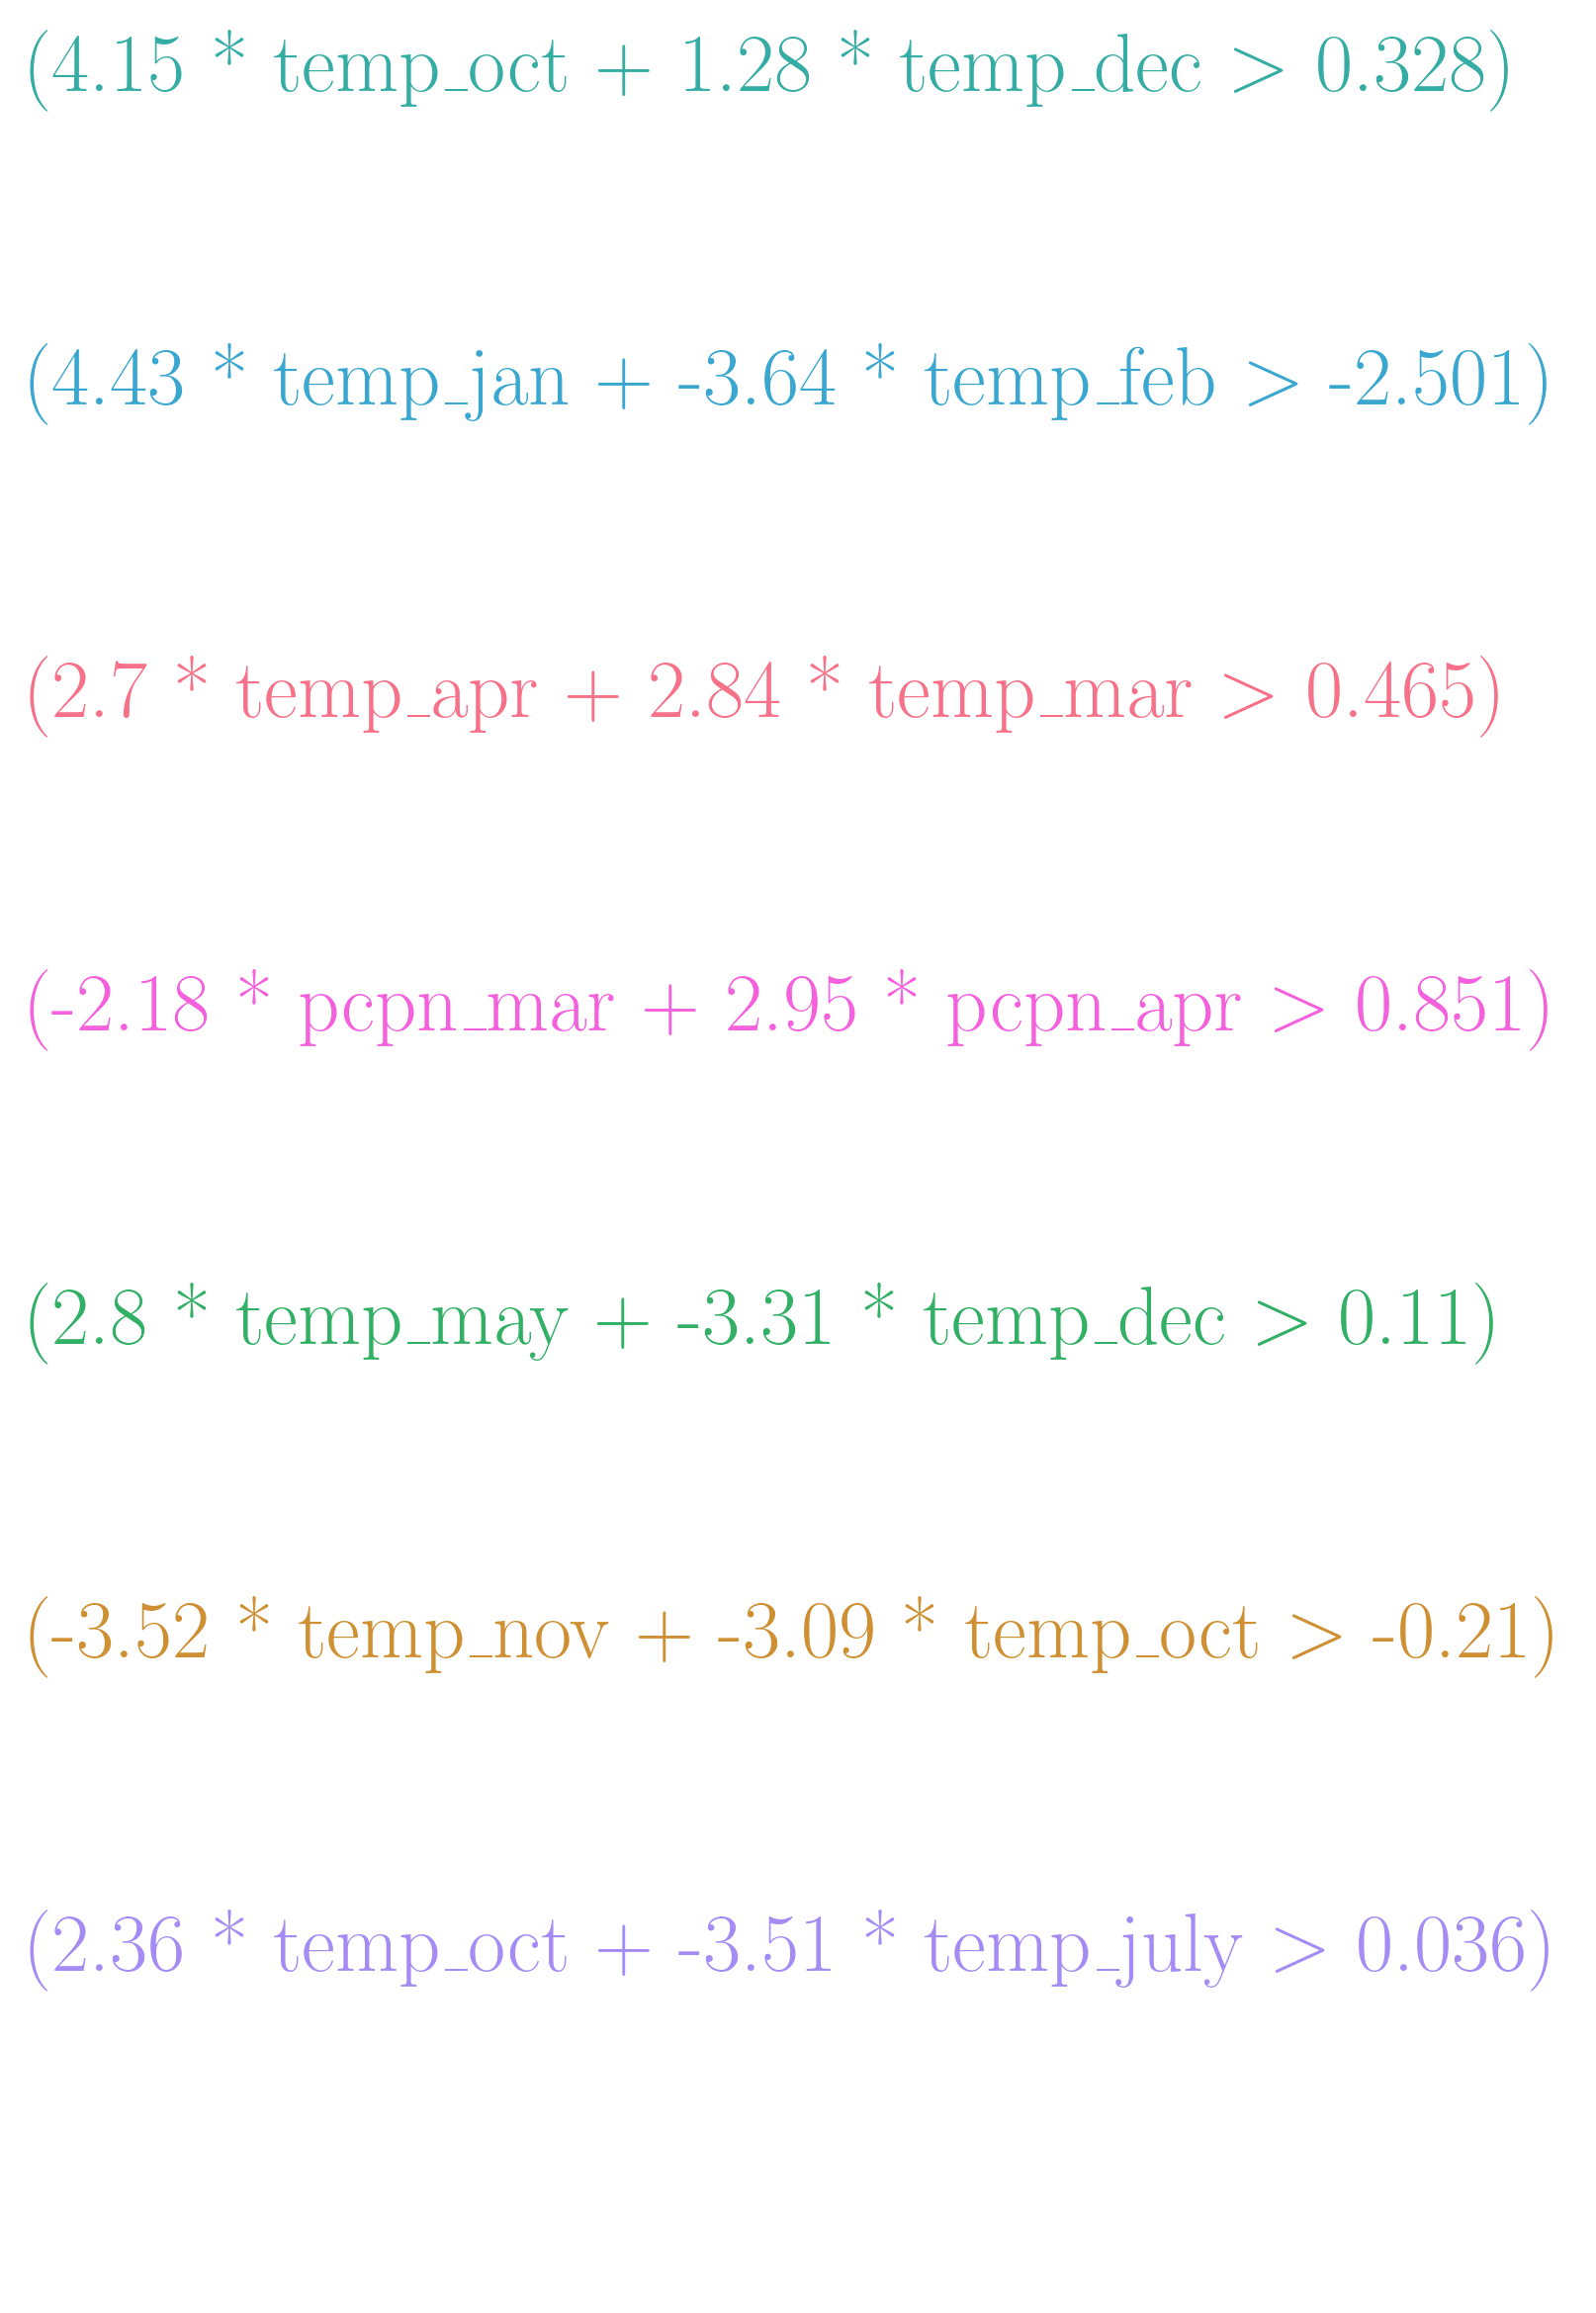 (4.15 * temp_oct + 1.28 * temp_dec > 0.328)
(4.43 * temp_jan + -3.64 * temp_feb > -2.501)
(2.7 * temp_apr + 2.84 * temp_mar > 0.465)
(-2.18 * pcpn_mar + 2.95 * pcpn_apr > 0.851)
(2.8 * temp_may + -3.31 * temp_dec > 0.11)
(-3.52 * temp_nov + -3.09 * temp_oct > -0.21)
(2.36 * temp_oct + -3.51 * temp_july > 0.036)